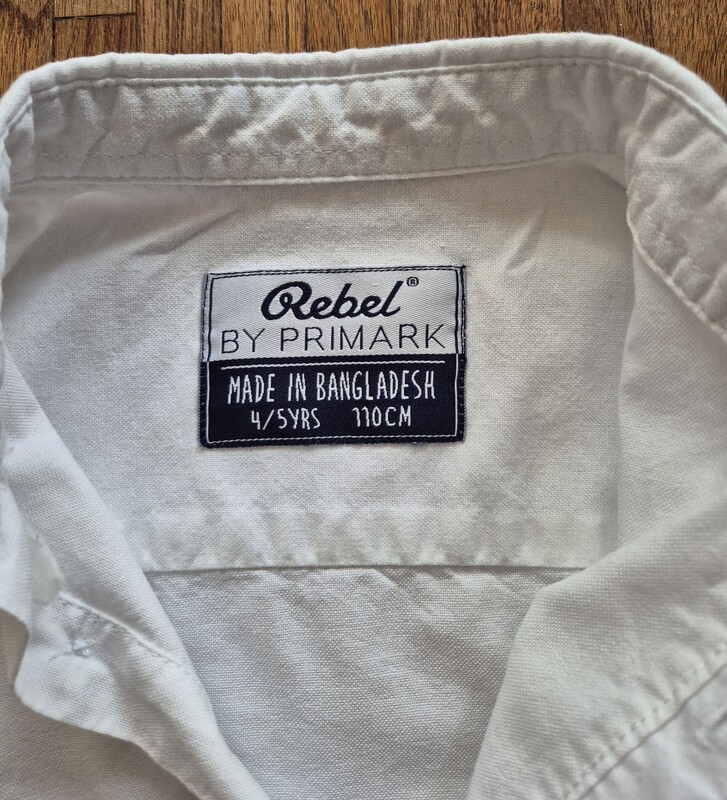 Rebel®
BY PRIMARK
MADE IN BANGLADESH
4/5YRS 110CM